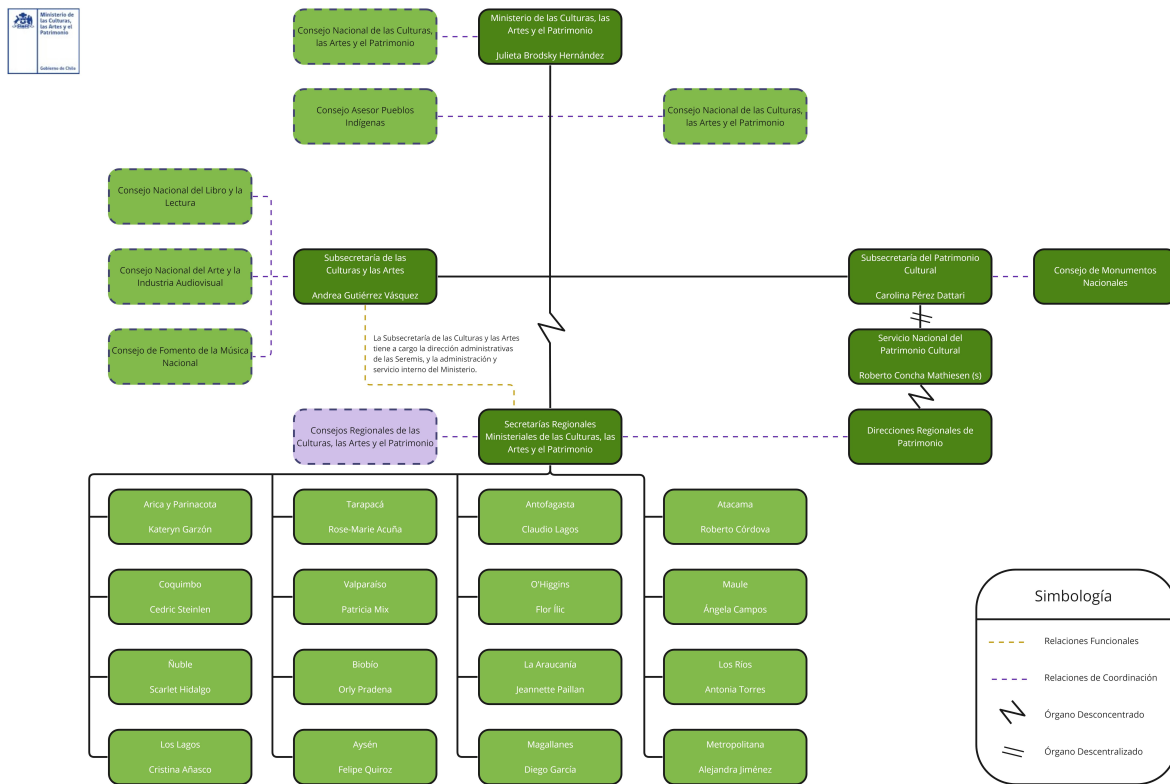 Ministerio de
las Culturas,
las Artes y el
Patrimonio
Gobierno de Chile
Consejo Nacional de las Culturas,
las Artes y el Patrimonio
Ministerio de las Culturas, las
Artes y el Patrimonio
Julieta Brodsky Hernández
Consejo Asesor Pueblos
Indígenas
Consejo Nacional de las Culturas,
las Artes y el Patrimonio
Consejo Nacional del Libro y la
Lectura
Consejo Nacional del Arte y la
Industria Audiovisual
Consejo de Fomento de la Música
Nacional
Subsecretaría de las
Culturas y las Artes
Andrea Gutiérrez Vásquez
Subsecretaría del Patrimonio
Cultural
Carolina Pérez Dattari
Consejo de Monumentos
Nacionales
La Subsecretaría de las Culturas y las Artes
tiene a cargo la dirección administrativas
de las Seremis, y la administración y
servicio interno del Ministerio.
Servicio Nacional del
Patrimonio Cultural
Roberto Concha Mathiesen (s)
Consejos Regionales de las
Culturas, las Artes y el Patrimonio
Secretarías Regionales
Ministeriales de las Culturas, las
Artes y el Patrimonio
Direcciones Regionales de
Patrimonio
Arica y Parinacota
Kateryn Garzón
Tarapacá
Rose-Marie Acuña
Antofagasta
Claudio Lagos
Atacama
Roberto Córdova
Coquimbo
Cedric Steinlen
Valparaíso
Patricia Mix
O'Higgins
Flor Ílic
Maule
Ángela Campos
Ñuble
Scarlet Hidalgo
Biobío
Orly Pradena
La Araucanía
Jeannette Paillan
Los Ríos
Antonia Torres
Los Lagos
Cristina Añasco
Aysén
Felipe Quiroz
Magallanes
Diego García
Metropolitana
Alejandra Jiménez
Simbología
Relaciones Funcionales
Relaciones de Coordinación
Órgano Desconcentrado
Órgano Descentralizado